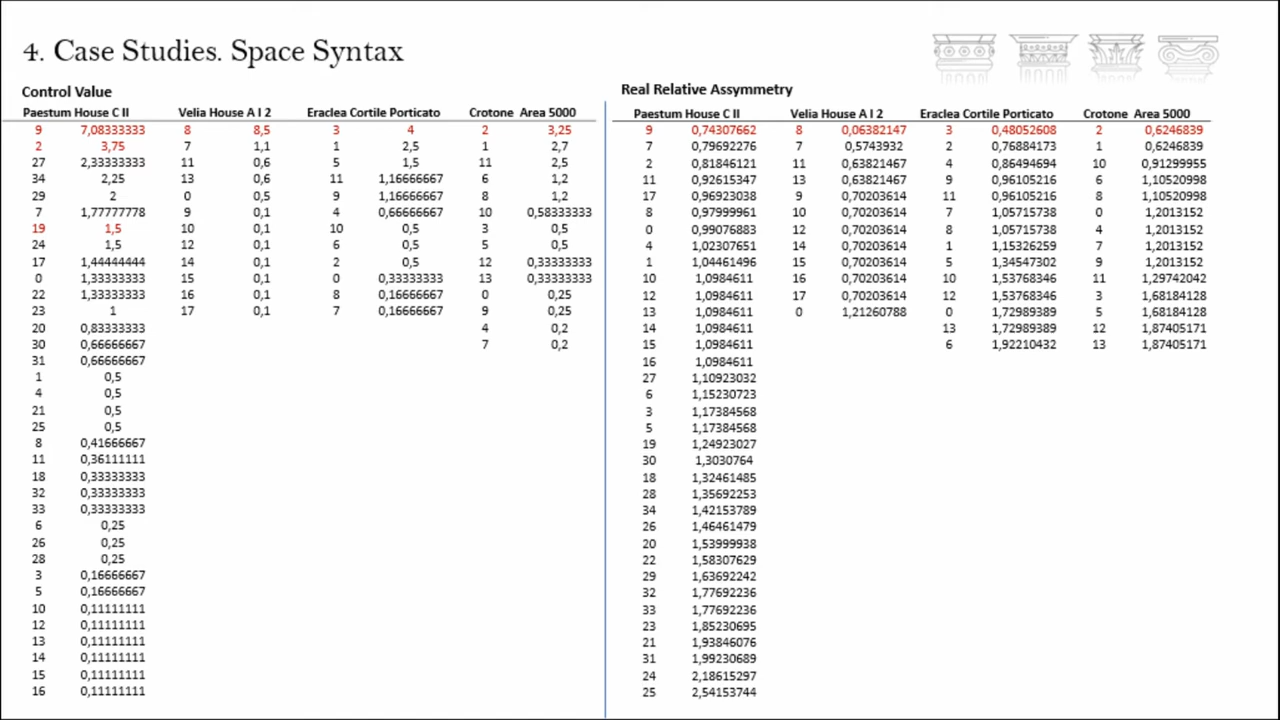 4. Case Studies. Space Syntax
Control Value
Paestum House C II Velia House A I 2 Eraclea Cortile Porticato Crotone Area 5000
9 7,08333333 8 8,5 3 4 2 3,25
2 3,75 7 1,1 1 2,5 1 2,7
27 2,33333333 11 0,6 5 1,5 11 2,5
34 2,25 13 0,6 11 1,16666667 6 1,2
29 2 0 0,5 9 1,16666667 8 1,2
7 1,77777778 9 0,1 4 0,66666667 10 0,58333333
19 1,5 10 0,1 10 0,5 3 0,5
24 1,5 12 0,1 6 0,5 5 0,5
17 1,44444444 14 0,1 2 0,5 12 0,33333333
0 1,33333333 15 0,1 0 0,33333333 13 0,33333333
22 1,33333333 16 0,1 8 0,16666667 0 0,25
23 1 17 0,1 7 0,16666667 9 0,25
20 0,83333333 4 0,2
30 0,66666667 7 0,2
31 0,66666667
1 0,5
4 0,5
21 0,5
25 0,5
8 0,41666667
11 0,36111111
18 0,33333333
32 0,33333333
33 0,33333333
6 0,25
26 0,25
28 0,25
3 0,16666667
5 0,16666667
10 0,11111111
12 0,11111111
13 0,11111111
14 0,11111111
15 0,11111111
16 0,11111111
Real Relative Assymmetry
Paestum House C II Velia House A I 2 Eraclea Cortile Porticato Crotone Area 5000
9 0,74307662 8 0,06382147 3 0,48052608 2 0,6246839
7 0,79692276 7 0,5743932 2 0,76884173 1 0,6246839
2 0,81846121 11 0,63821467 4 0,86494694 10 0,91299955
11 0,92615347 13 0,63821467 9 0,96105216 6 1,10520998
17 0,96923038 9 0,70203614 11 0,96105216 8 1,10520998
8 0,97999961 10 0,70203614 7 1,05715738 0 1,2013152
0 0,99076883 12 0,70203614 8 1,05715738 4 1,2013152
4 1,02307651 14 0,70203614 1 1,15326259 7 1,2013152
1 1,04461496 15 0,70203614 5 1,34547302 9 1,2013152
10 1,0984611 16 0,70203614 10 1,53768346 11 1,29742042
12 1,0984611 17 0,70203614 12 1,53768346 3 1,68184128
13 1,0984611 0 1,21260788 0 1,72989389 5 1,68184128
14 1,0984611 13 1,72989389 12 1,87405171
15 1,0984611 6 1,92210432 13 1,87405171
16 1,0984611
27 1,10923032
6 1,15230723
3 1,17384568
5 1,17384568
19 1,24923027
30 1,3030764
18 1,32461485
28 1,35692253
34 1,42153789
26 1,46461479
20 1,53999938
22 1,58307629
29 1,63692242
32 1,77692236
33 1,77692236
23 1,85230695
21 1,93846076
31 1,99230689
24 2,18615297
25 2,54153744